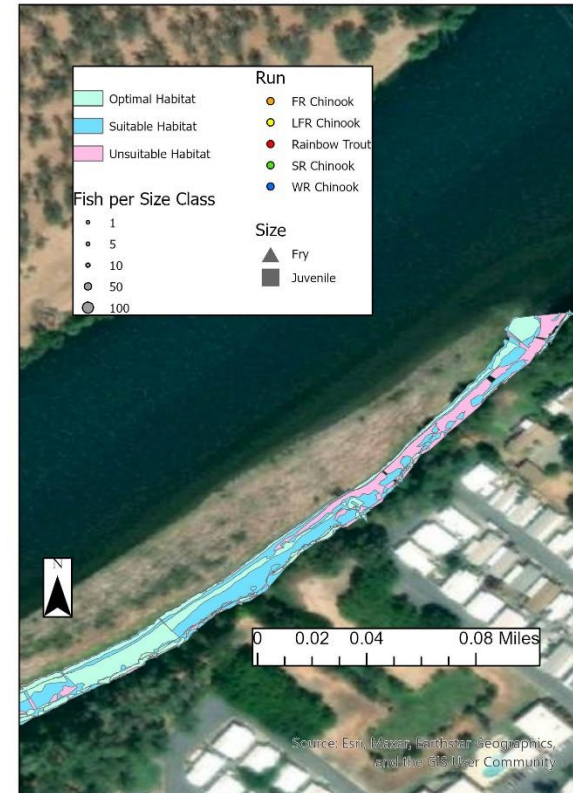 Optimal Habitat
Suitable Habitat
Unsuitable Habitat
Fish per Size Class
1
5
10
50
100
Run
FR Chinook
LFR Chinook
Rainbow Trout
SR Chinook
WR Chinook
Size
Fry
Juvenile
N
0 0.02 0.04 0.08 Miles
Source: Esri, Maxar, Earthstar Geographics,
and the GIS User Community